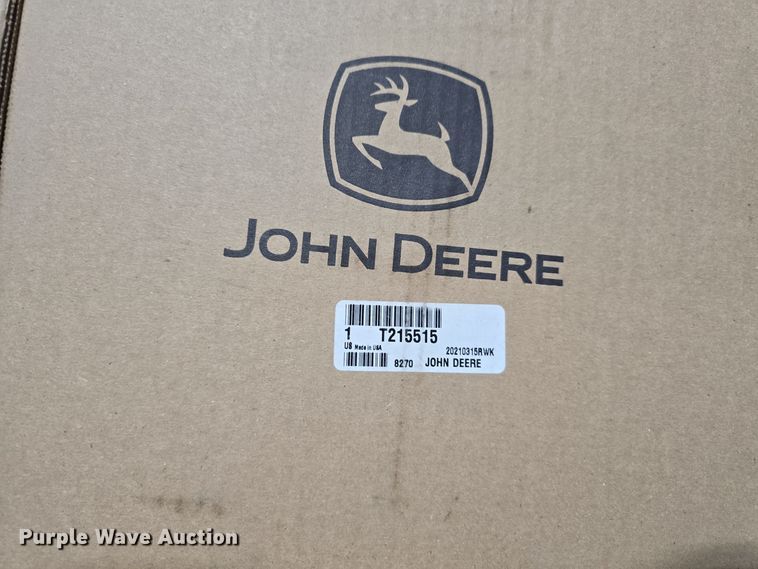 JOHN DEERE
1 T215515
US Made in USA
20210315RWK
8270 JOHN DEERE
Purple Wave Auction